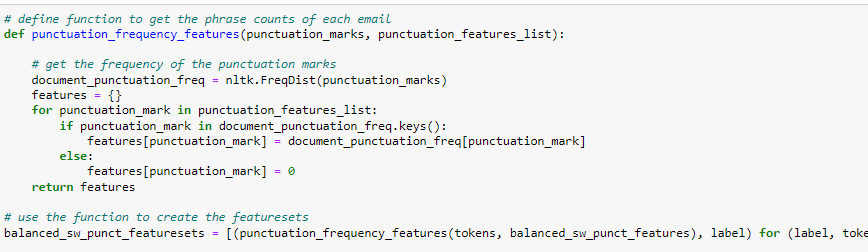 # define function to get the phrase counts of each email
def punctuation_frequency_features(punctuation_marks, punctuation_features_list):
# get the frequency of the punctuation marks
document_punctuation_freq = nltk.FreqDist(punctuation_marks)
features = {}
for punctuation_mark in punctuation_features_list:
if punctuation_mark in document_punctuation_freq.keys():
features[punctuation_mark] = document_punctuation_freq[punctuation_mark]
else:
features[punctuation_mark] = 0
return features
# use the function to create the featuresets
balanced_sw_punct_featuresets = [(punctuation_frequency_features(tokens, balanced_sw_punct_features), label) for (label, toke